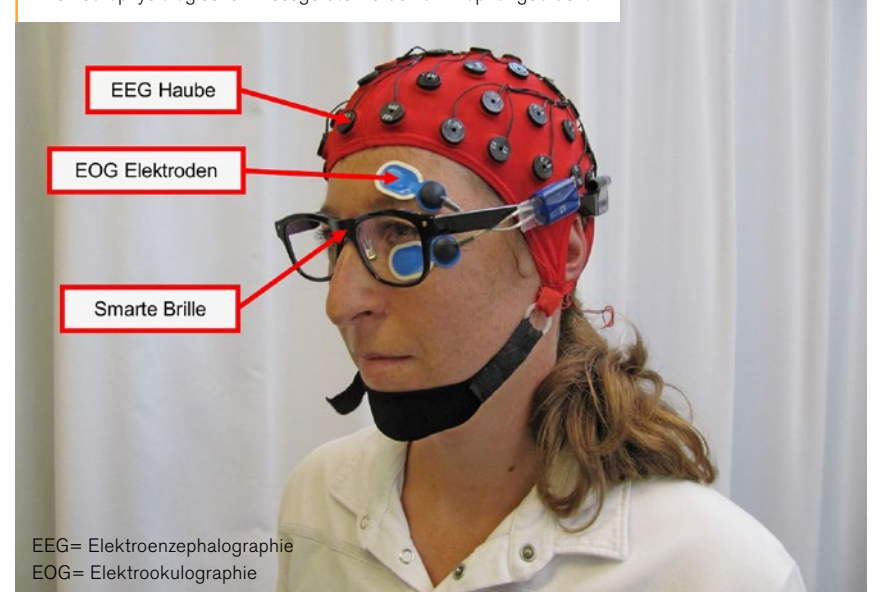 EEG Haube
EOG Elektroden
Smarte Brille
EEG= Elektroenzephalographie
EOG= Elektrookulographie